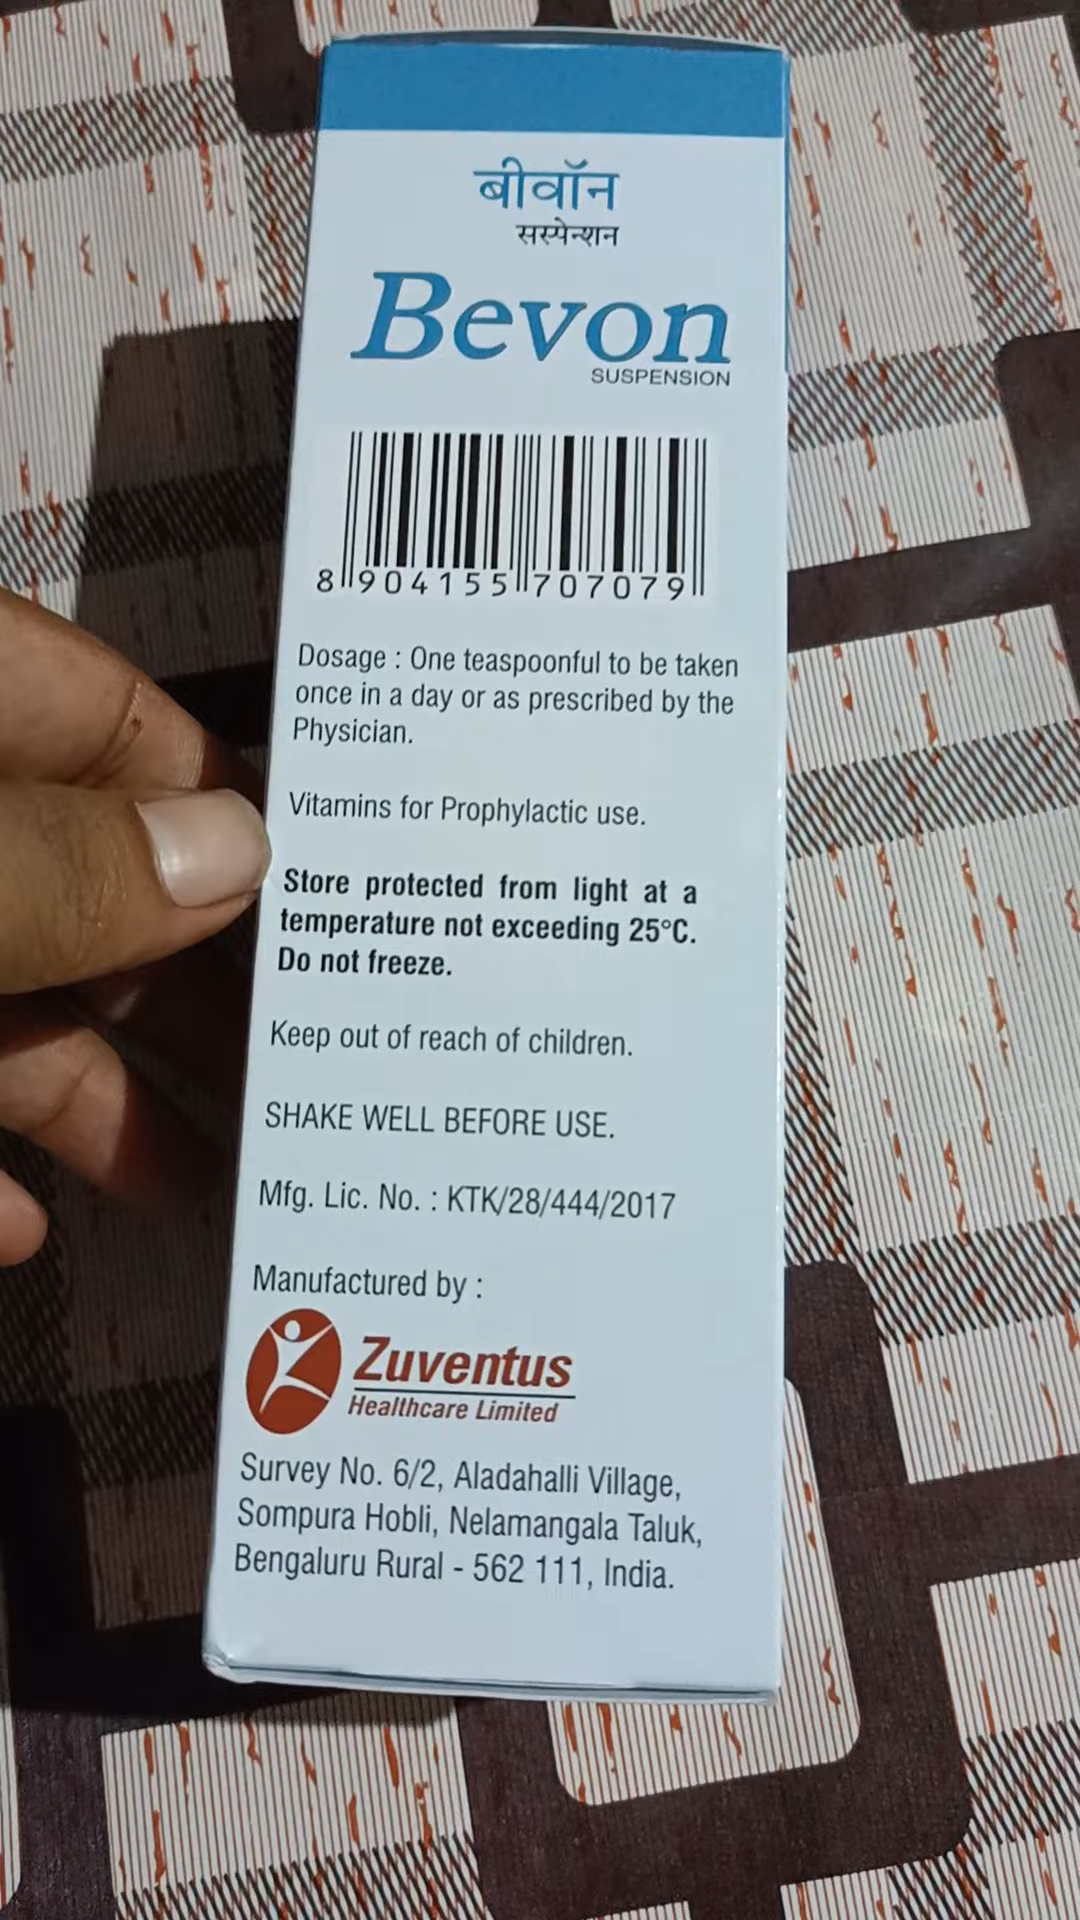 बीवॉन
सस्पेन्शन
Bevon
SUSPENSION
8 904155 707079
Dosage : One teaspoonful to be taken
once in a day or as prescribed by the
Physician.
Vitamins for Prophylactic use.
Store protected from light at a
temperature not exceeding 25°C.
Do not freeze.
Keep out of reach of children.
SHAKE WELL BEFORE USE.
Mfg. Lic. No. : KTK/28/444/2017
Manufactured by :
Zuventus
Healthcare Limited
Survey No. 6/2, Aladahalli Village,
Sompura Hobli, Nelamangala Taluk,
Bengaluru Rural - 562 111, India.